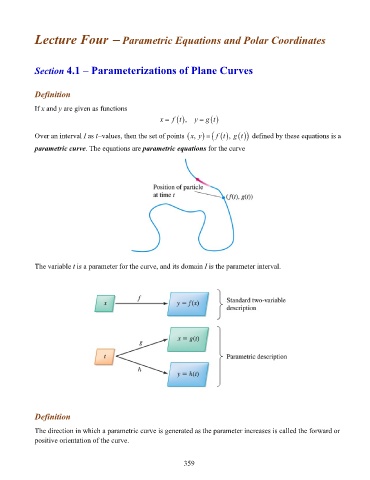 Lecture Four – Parametric Equations and Polar Coordinates
Section 4.1 – Parameterizations of Plane Curves
Definition
If x and y are given as functions
x = f(t), y = g(t)
Over an interval I as t–values, then the set of points (x, y) = (f(t), g(t)) defined by these equations is a
parametric curve. The equations are parametric equations for the curve
Position of particle
at time t
(f(t), g(t))
The variable t is a parameter for the curve, and its domain I is the parameter interval.
x
f
y = f(x)
Standard two-variable
description
t
g
x = g(t)
h
y = h(t)
Parametric description
Definition
The direction in which a parametric curve is generated as the parameter increases is called the forward or
positive orientation of the curve.
359